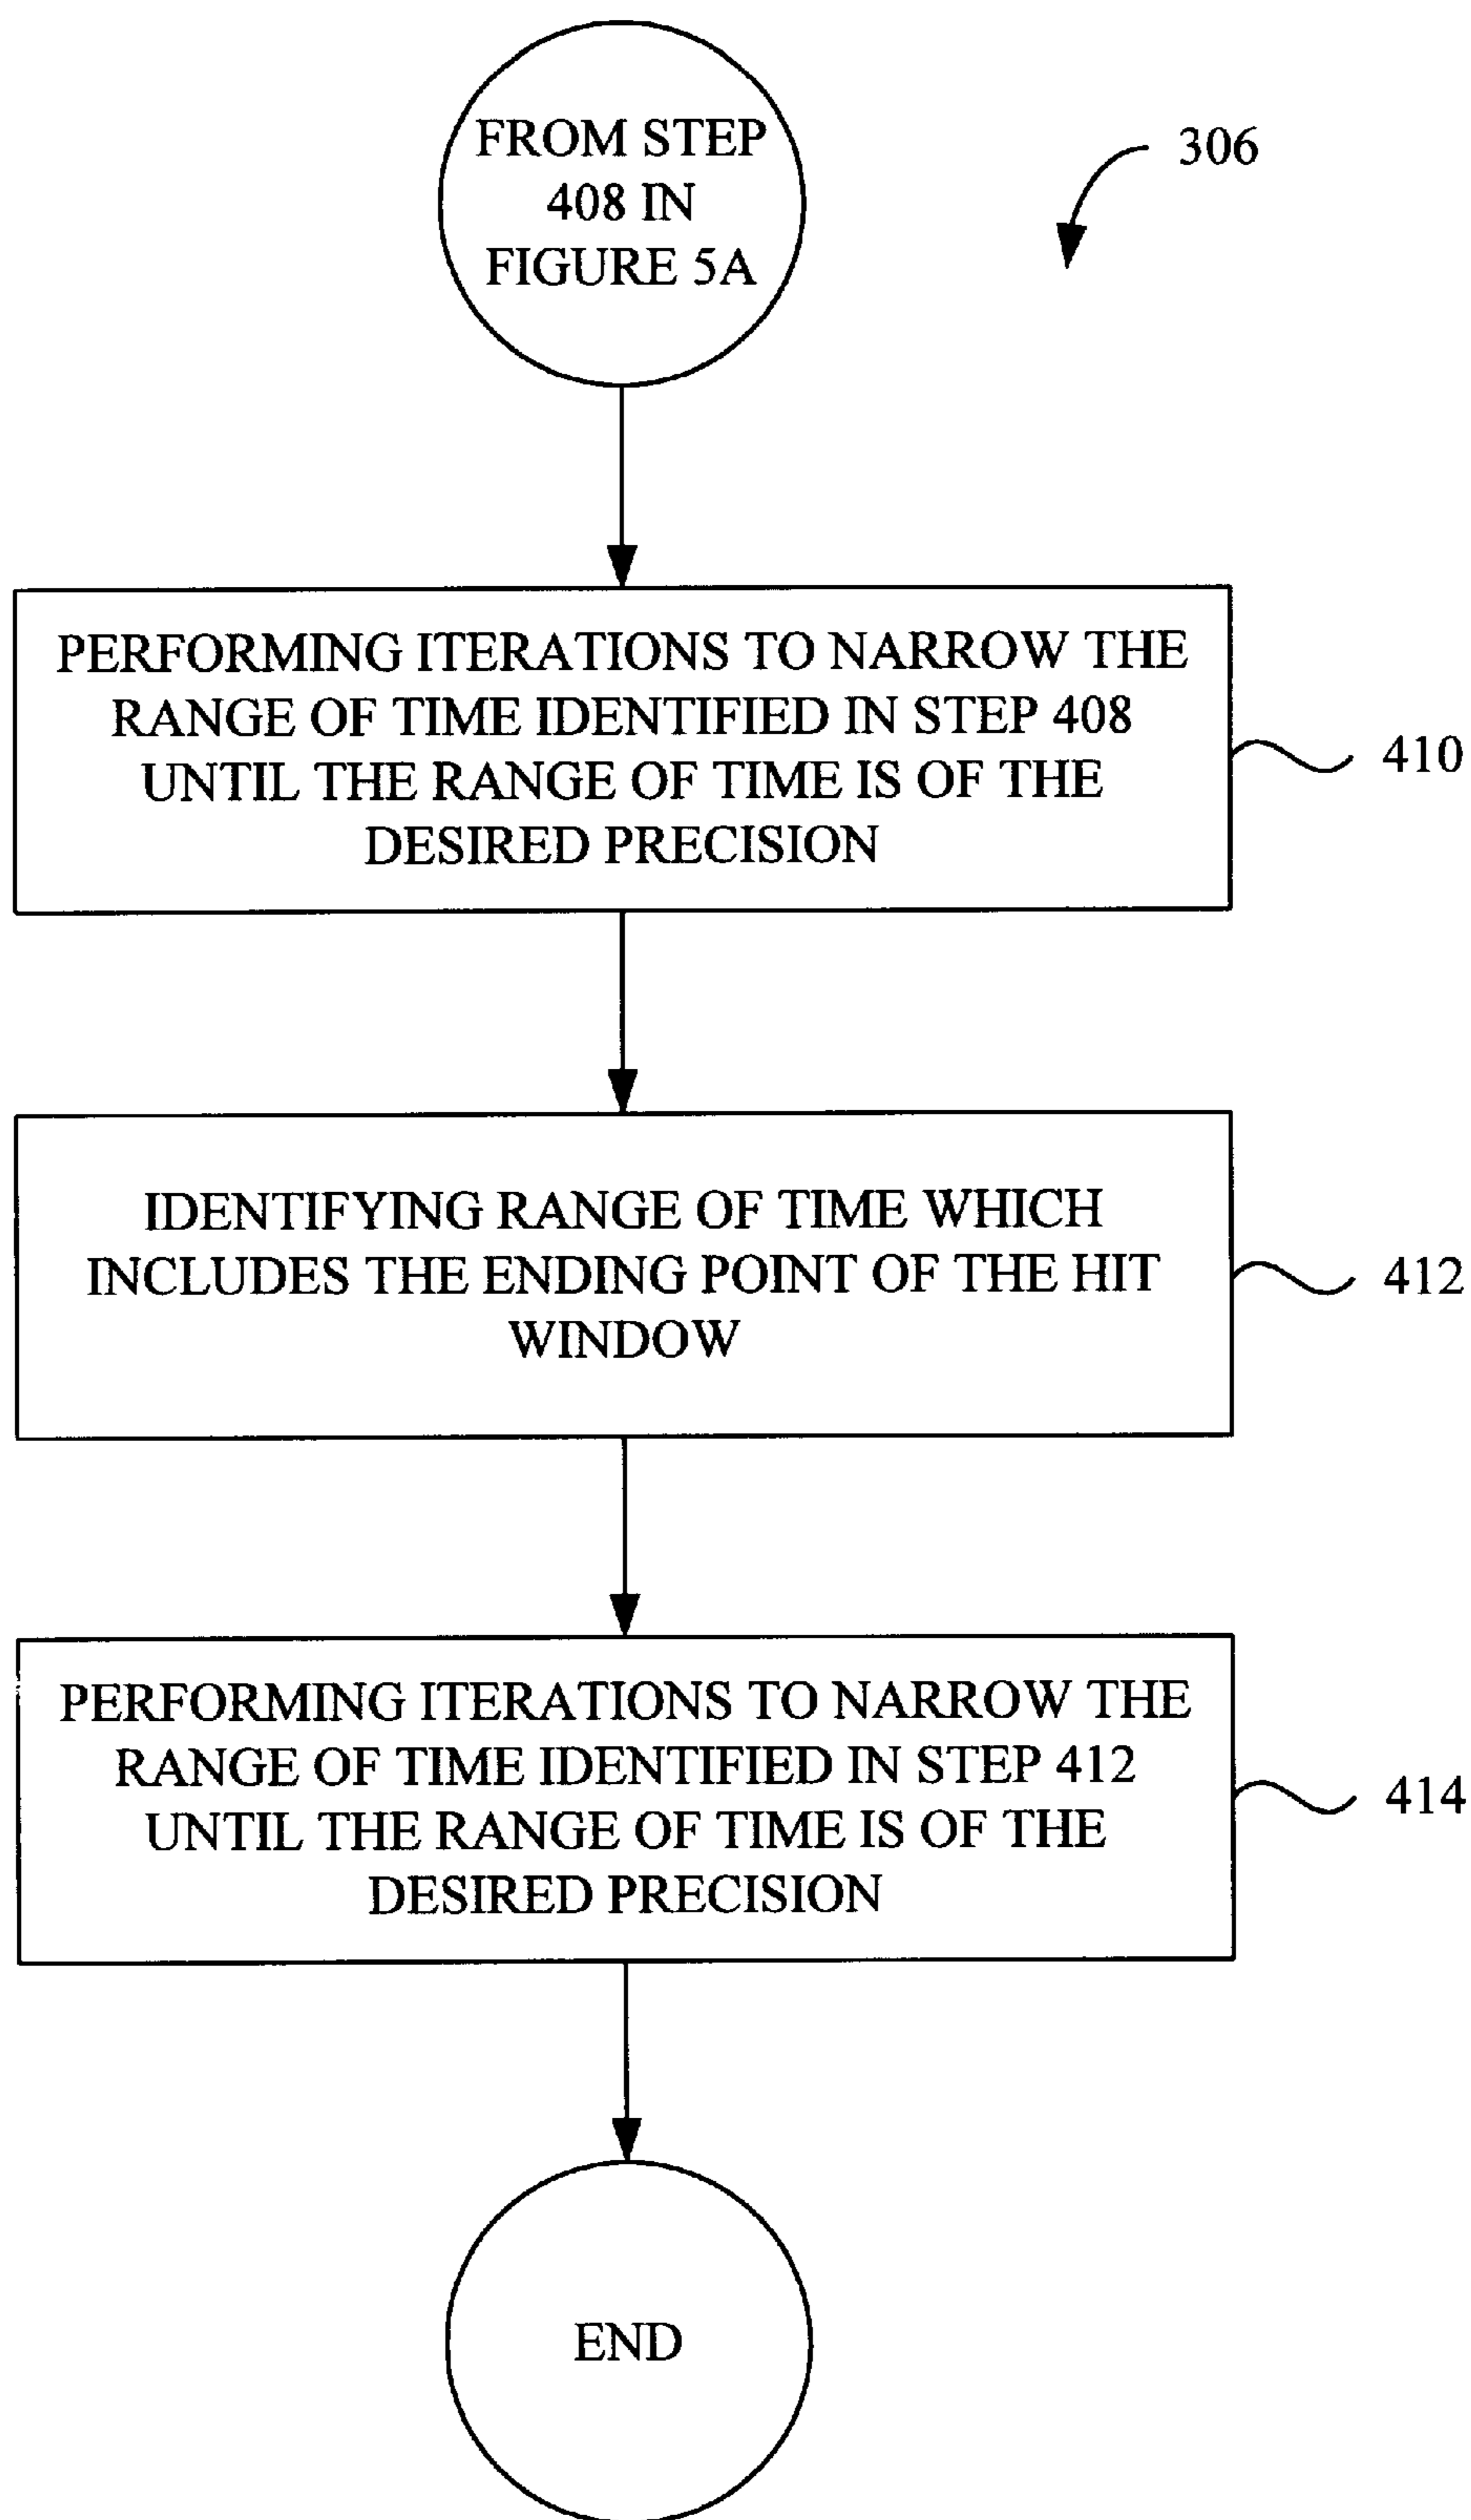 FROM STEP
408 IN
FIGURE 5A
306
PERFORMING ITERATIONS TO NARROW THE
RANGE OF TIME IDENTIFIED IN STEP 408
UNTIL THE RANGE OF TIME IS OF THE
DESIRED PRECISION
410
IDENTIFYING RANGE OF TIME WHICH
INCLUDES THE ENDING POINT OF THE HIT
WINDOW
412
PERFORMING ITERATIONS TO NARROW THE
RANGE OF TIME IDENTIFIED IN STEP 412
UNTIL THE RANGE OF TIME IS OF THE
DESIRED PRECISION
414
END